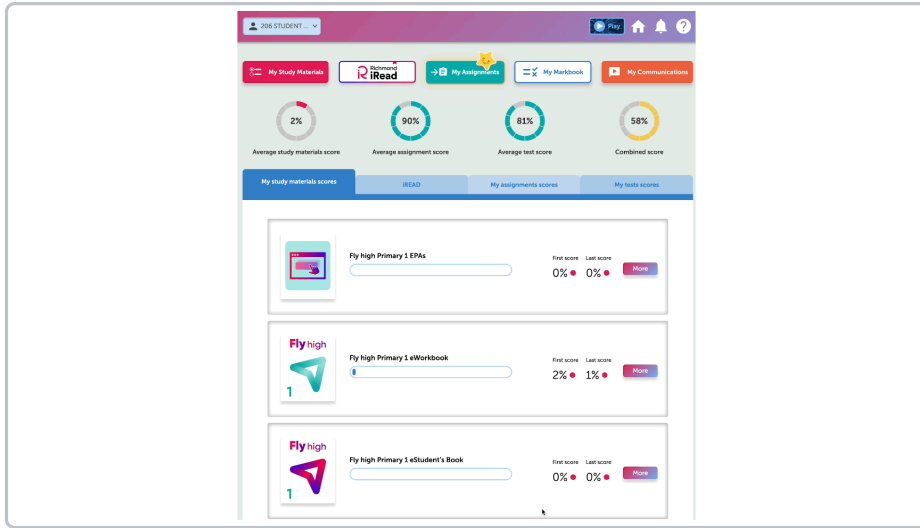 206 STUDENT ...
Play
?
My Study Materials
Richmond
iRead
My Assignments
My Markbook
My Communications
2%
90%
81%
58%
Average study materials score
Average assignment score
Average test score
Combined score
My study materials scores
iREAD
My assignments scores
My tests scores
Fly high Primary 1 EPAs
First score
Last score
0%
0%
More
Fly high
1
Fly high Primary 1 eWorkbook
First score
Last score
2%
1%
More
Fly high
1
Fly high Primary 1 eStudent's Book
First score
Last score
0%
0%
More